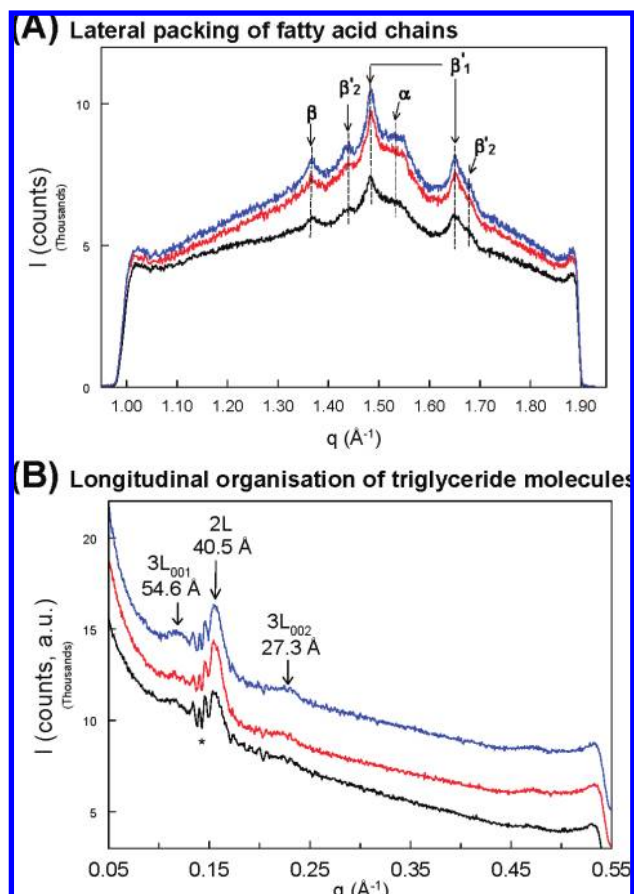 (A) Lateral packing of fatty acid chains
β β'2 β'1 α β'2
I (counts)
(Thousands)
10
5
0
1.00 1.10 1.20 1.30 1.40 1.50 1.60 1.70 1.80 1.90
q (Å-1)
(B) Longitudinal organisation of triglyceride molecules
2L
40.5 Å
3L001
54.6 Å
3L002
27.3 Å
*
I (counts, a.u.)
(Thousands)
20
15
10
5
0.05 0.15 0.25 0.35 0.45 0.55
q (Å-1)